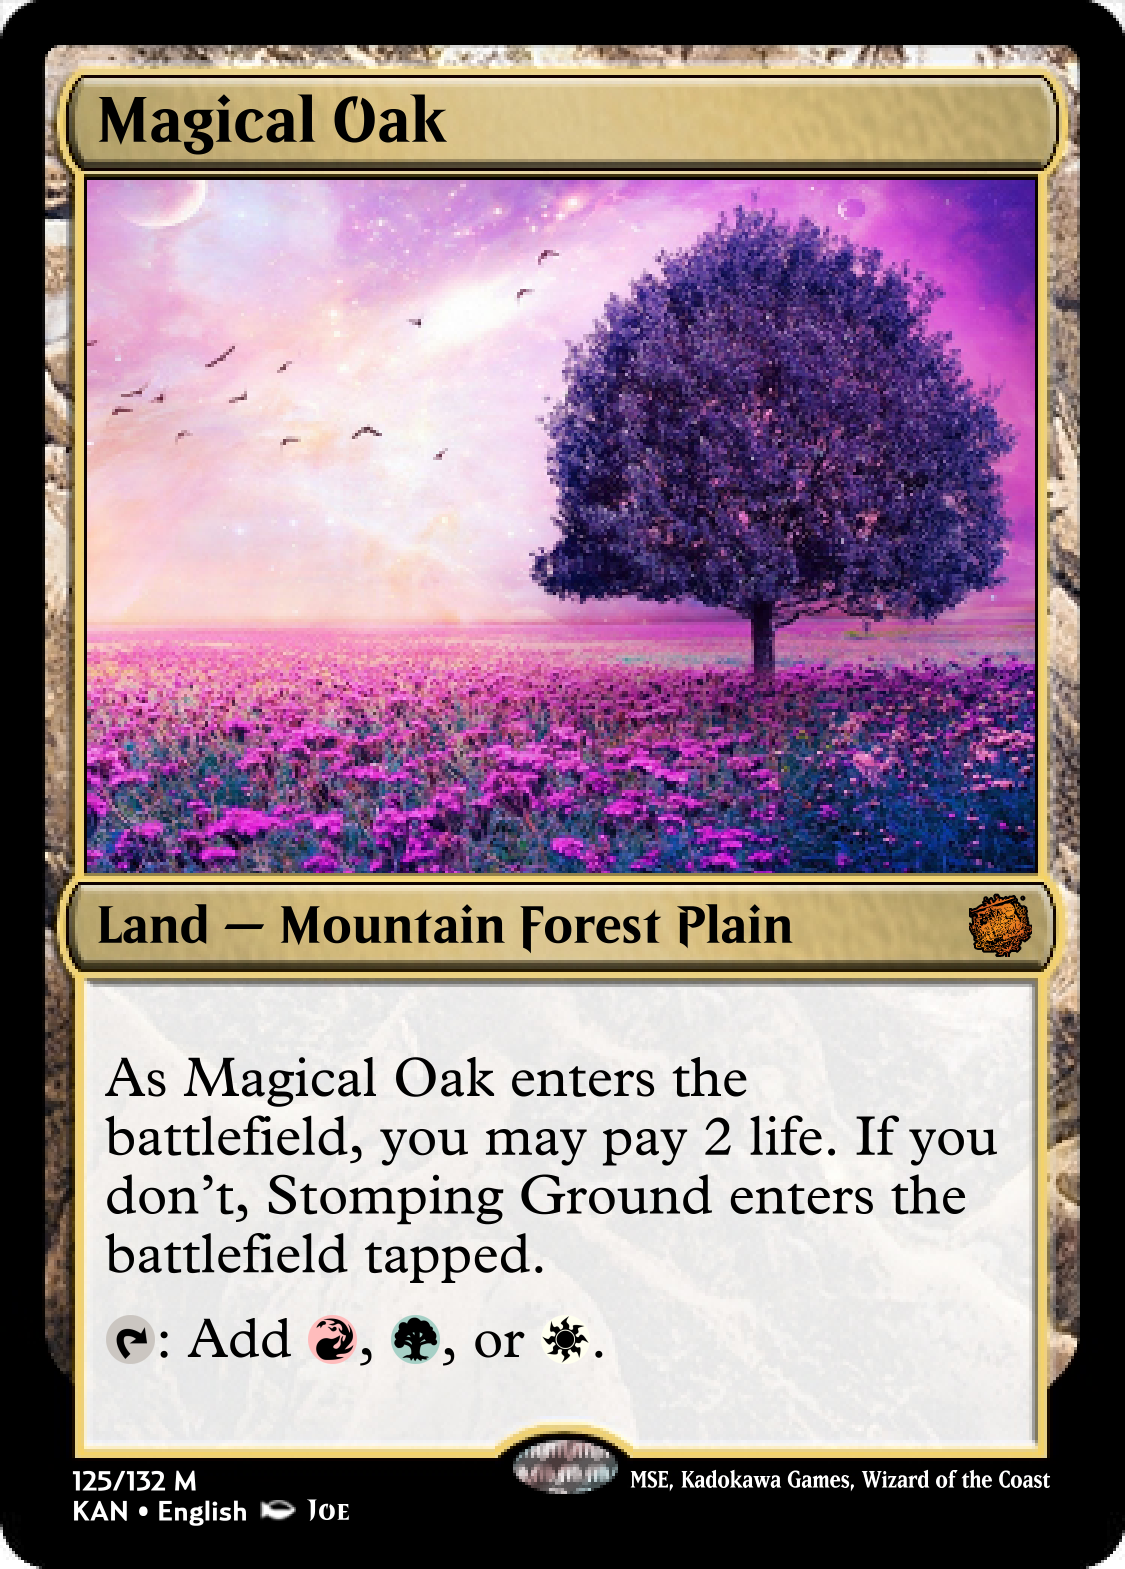 Magical Oak
Land — Mountain Forest Plain
As Magical Oak enters the
battlefield, you may pay 2 life. If you
don't, Stomping Ground enters the
battlefield tapped.
: Add , , or .
125/132 M
MSE, Kadokawa Games, Wizard of the Coast
KAN • English JOE